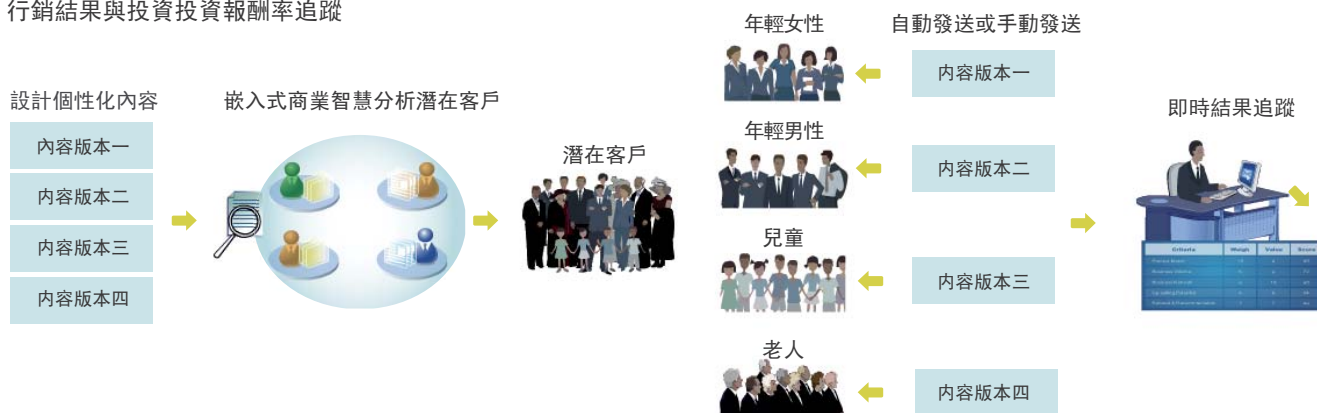 行銷結果與投資投資報酬率追蹤
設計個性化內容
內容版本一
內容版本二
內容版本三
內容版本四
嵌入式商業智慧分析潛在客戶
潛在客戶
年輕女性
自動發送或手動發送
內容版本一
年輕男性
內容版本二
兒童
內容版本三
老人
內容版本四
即時結果追蹤
Criteria Weigh Value Score